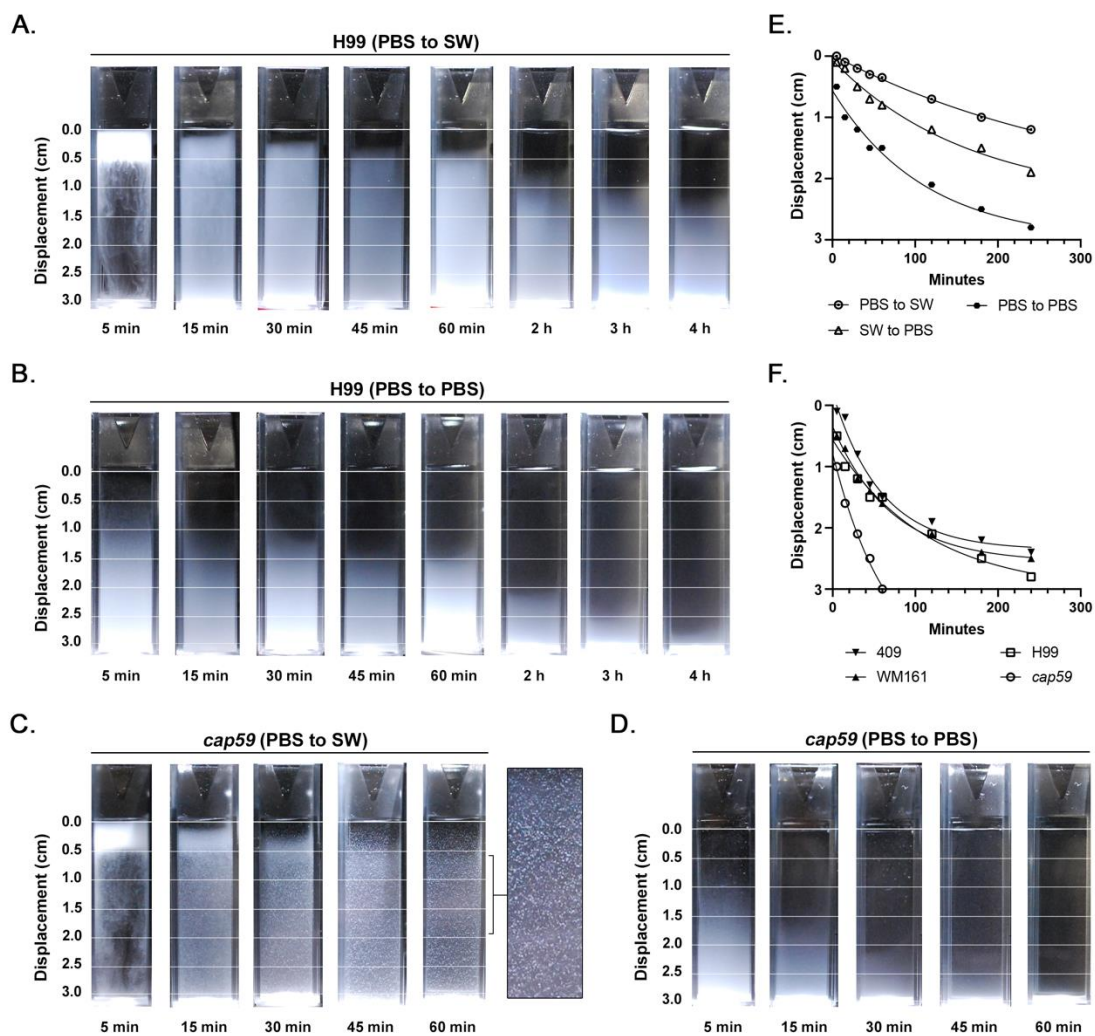 A.
H99 (PBS to SW)
Displacement (cm)
0.0
0.5
1.0
1.5
2.0
2.5
3.0
5 min 15 min 30 min 45 min 60 min 2 h 3 h 4 h
B.
H99 (PBS to PBS)
Displacement (cm)
0.0
0.5
1.0
1.5
2.0
2.5
3.0
5 min 15 min 30 min 45 min 60 min 2 h 3 h 4 h
C.
cap59 (PBS to SW)
Displacement (cm)
0.0
0.5
1.0
1.5
2.0
2.5
3.0
5 min 15 min 30 min 45 min 60 min
D.
cap59 (PBS to PBS)
Displacement (cm)
0.0
0.5
1.0
1.5
2.0
2.5
3.0
5 min 15 min 30 min 45 min 60 min
E.
Displacement (cm)
0
1
2
3
0 100 200 300
Minutes
PBS to SW PBS to PBS
SW to PBS
F.
Displacement (cm)
0
1
2
3
0 100 200 300
Minutes
409 H99
WM161 cap59